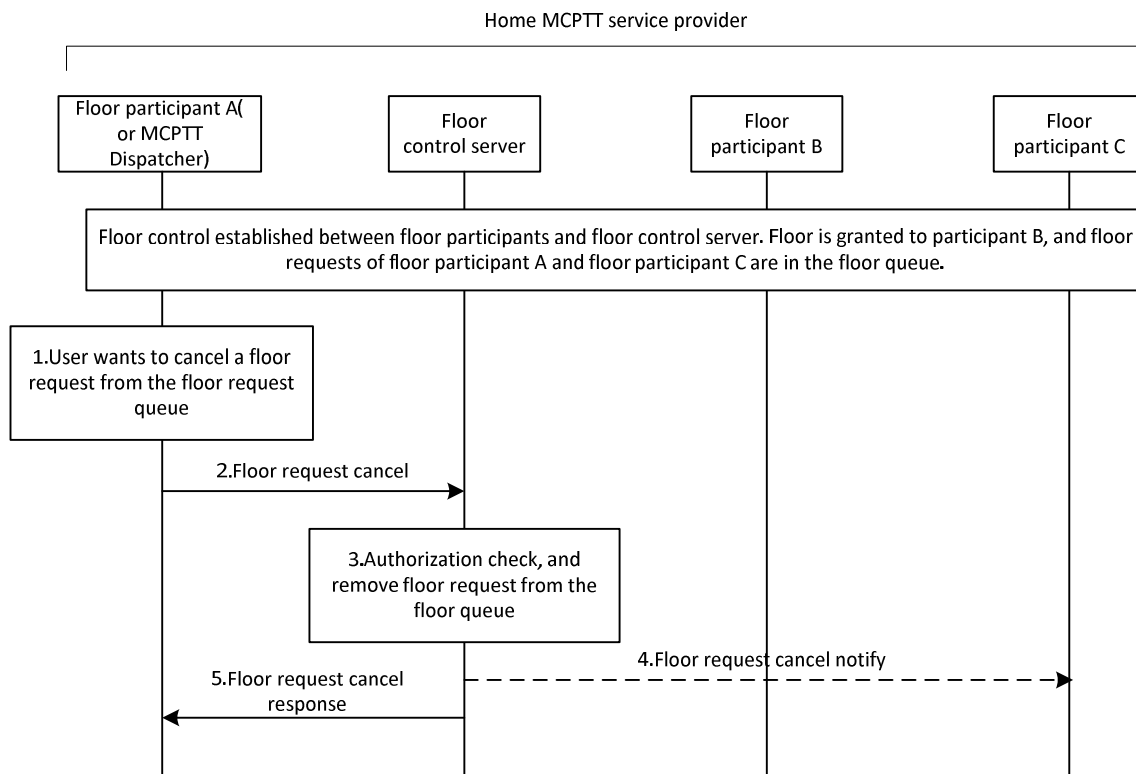 Home MCPTT service provider
Floor participant A(
or MCPTT
Dispatcher)
Floor
control server
Floor
participant B
Floor
participant C
Floor control established between floor participants and floor control server. Floor is granted to participant B, and floor
requests of floor participant A and floor participant C are in the floor queue.
1.User wants to cancel a floor
request from the floor request
queue
2.Floor request cancel
3.Authorization check, and
remove floor request from the
floor queue
4.Floor request cancel notify
5.Floor request cancel
response